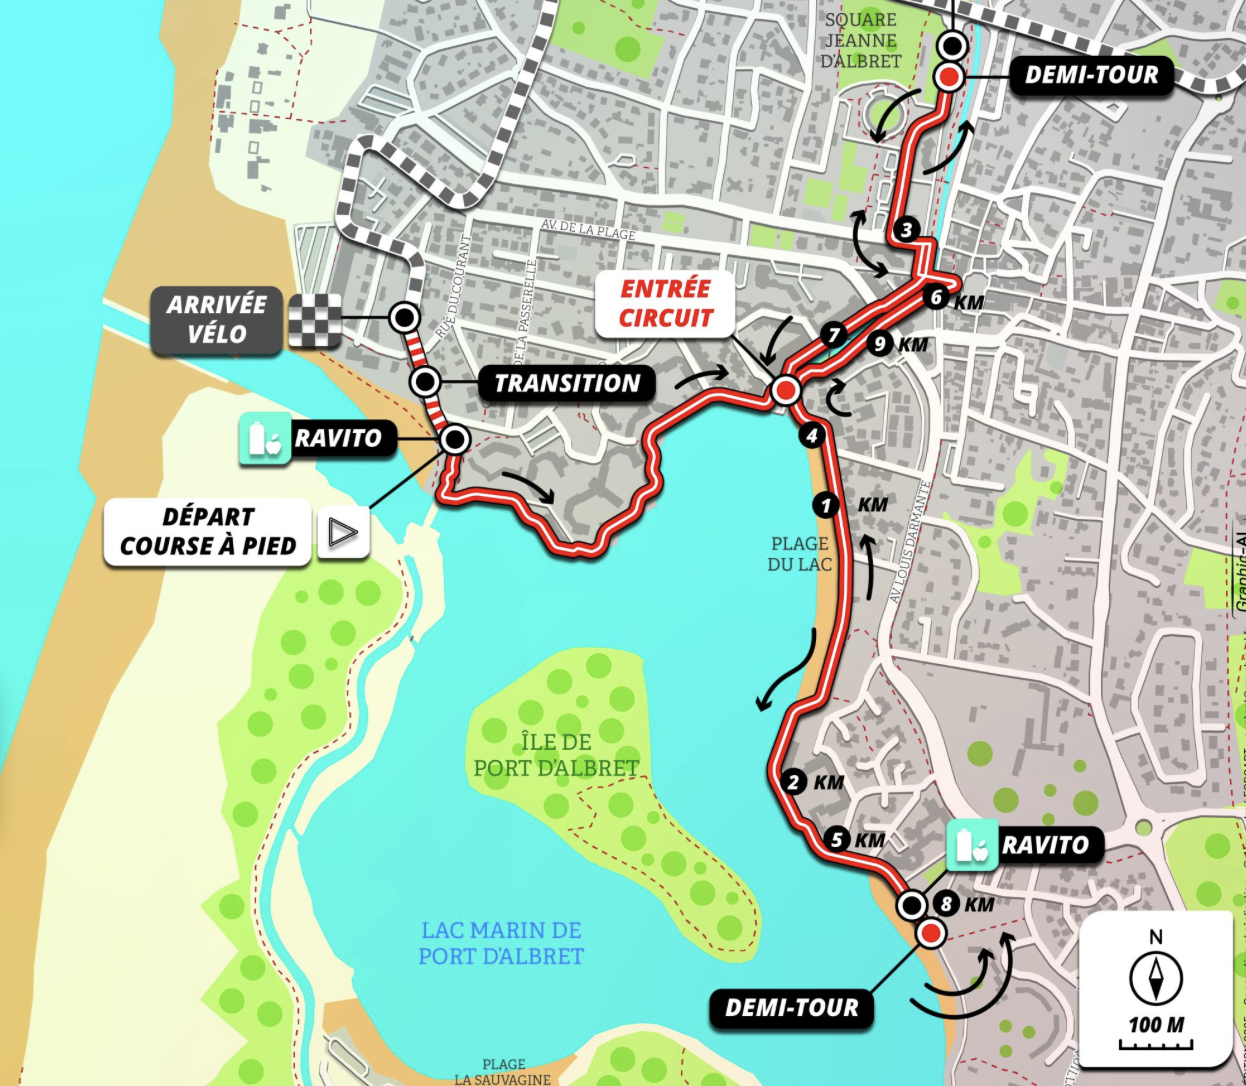 SQUARE
JEANNE
D'ALBRET
DEMI-TOUR
AV. DE LA PLAGE
3
RUE DU COURANT
DE LA PASSERELLE
ENTRÉE
CIRCUIT
ARRIVÉE
VÉLO
6 KM
7
9 KM
TRANSITION
RAVITO
4
DÉPART
COURSE À PIED
1 KM
AV. LOUIS DARMANTE
PLAGE
DU LAC
ÎLE DE
PORT D'ALBRET
2 KM
5 KM
RAVITO
8 KM
LAC MARIN DE
PORT D'ALBRET
DEMI-TOUR
N
100 M
PLAGE
LA SAUVAGINE